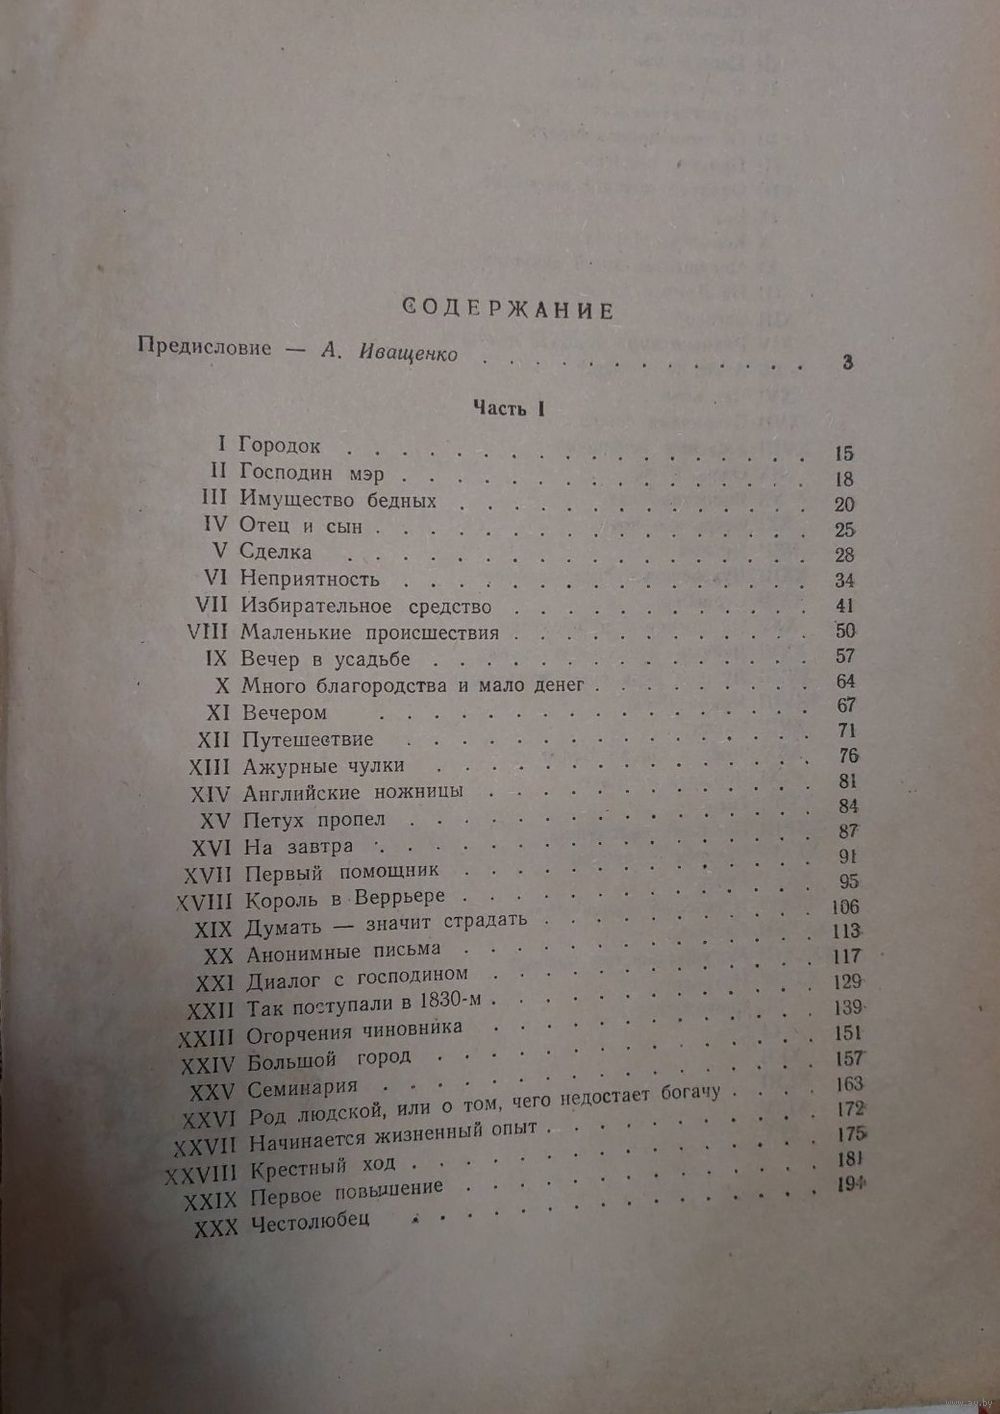 СОДЕРЖАНИЕ
Предисловие — А. Иващенко . . . . . . . . . . . . . 3
Часть I
I Городок . . . . . . . . . . . . . . . . . . 15
II Господин мэр . . . . . . . . . . . . . . . . 18
III Имущество бедных . . . . . . . . . . . . . . 20
IV Отец и сын . . . . . . . . . . . . . . . . . 25
V Сделка . . . . . . . . . . . . . . . . . . 28
VI Неприятность . . . . . . . . . . . . . . . . 34
VII Избирательное средство . . . . . . . . . . . . 41
VIII Маленькие происшествия . . . . . . . . . . . . 50
IX Вечер в усадьбе . . . . . . . . . . . . . . . 57
X Много благородства и мало денег . . . . . . . . . 64
XI Вечером . . . . . . . . . . . . . . . . . 67
XII Путешествие . . . . . . . . . . . . . . . . 71
XIII Ажурные чулки . . . . . . . . . . . . . . . 76
XIV Английские ножницы . . . . . . . . . . . . . 81
XV Петух пропел . . . . . . . . . . . . . . . . 84
XVI На завтра . . . . . . . . . . . . . . . . . 87
XVII Первый помощник . . . . . . . . . . . . . . 91
XVIII Король в Веррьере . . . . . . . . . . . . . . 95
XIX Думать — значит страдать . . . . . . . . . . . 106
XX Анонимные письма . . . . . . . . . . . . . . 113
XXI Диалог с господином . . . . . . . . . . . . . 117
XXII Так поступали в 1830-м . . . . . . . . . . . . . 129
XXIII Огорчения чиновника . . . . . . . . . . . . . 139
XXIV Большой город . . . . . . . . . . . . . . . 151
XXV Семинария . . . . . . . . . . . . . . . . . 157
XXVI Род людской, или о том, чего недостает богачу . . . . 163
XXVII Начинается жизненный опыт . . . . . . . . . . . 172
XXVIII Крестный ход . . . . . . . . . . . . . . . . 175
XXIX Первое повышение . . . . . . . . . . . . . . 181
XXX Честолюбец . . . . . . . . . . . . . . . . 194
www.ay.by